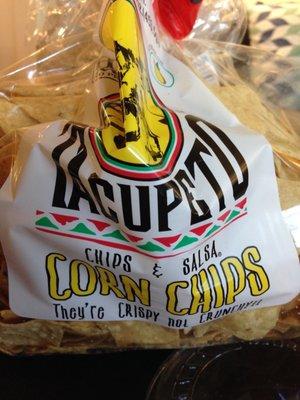 TACUPETO
CHIPS & SALSA
CORN CHIPS
They're CRISPY not CRUNCHY!!